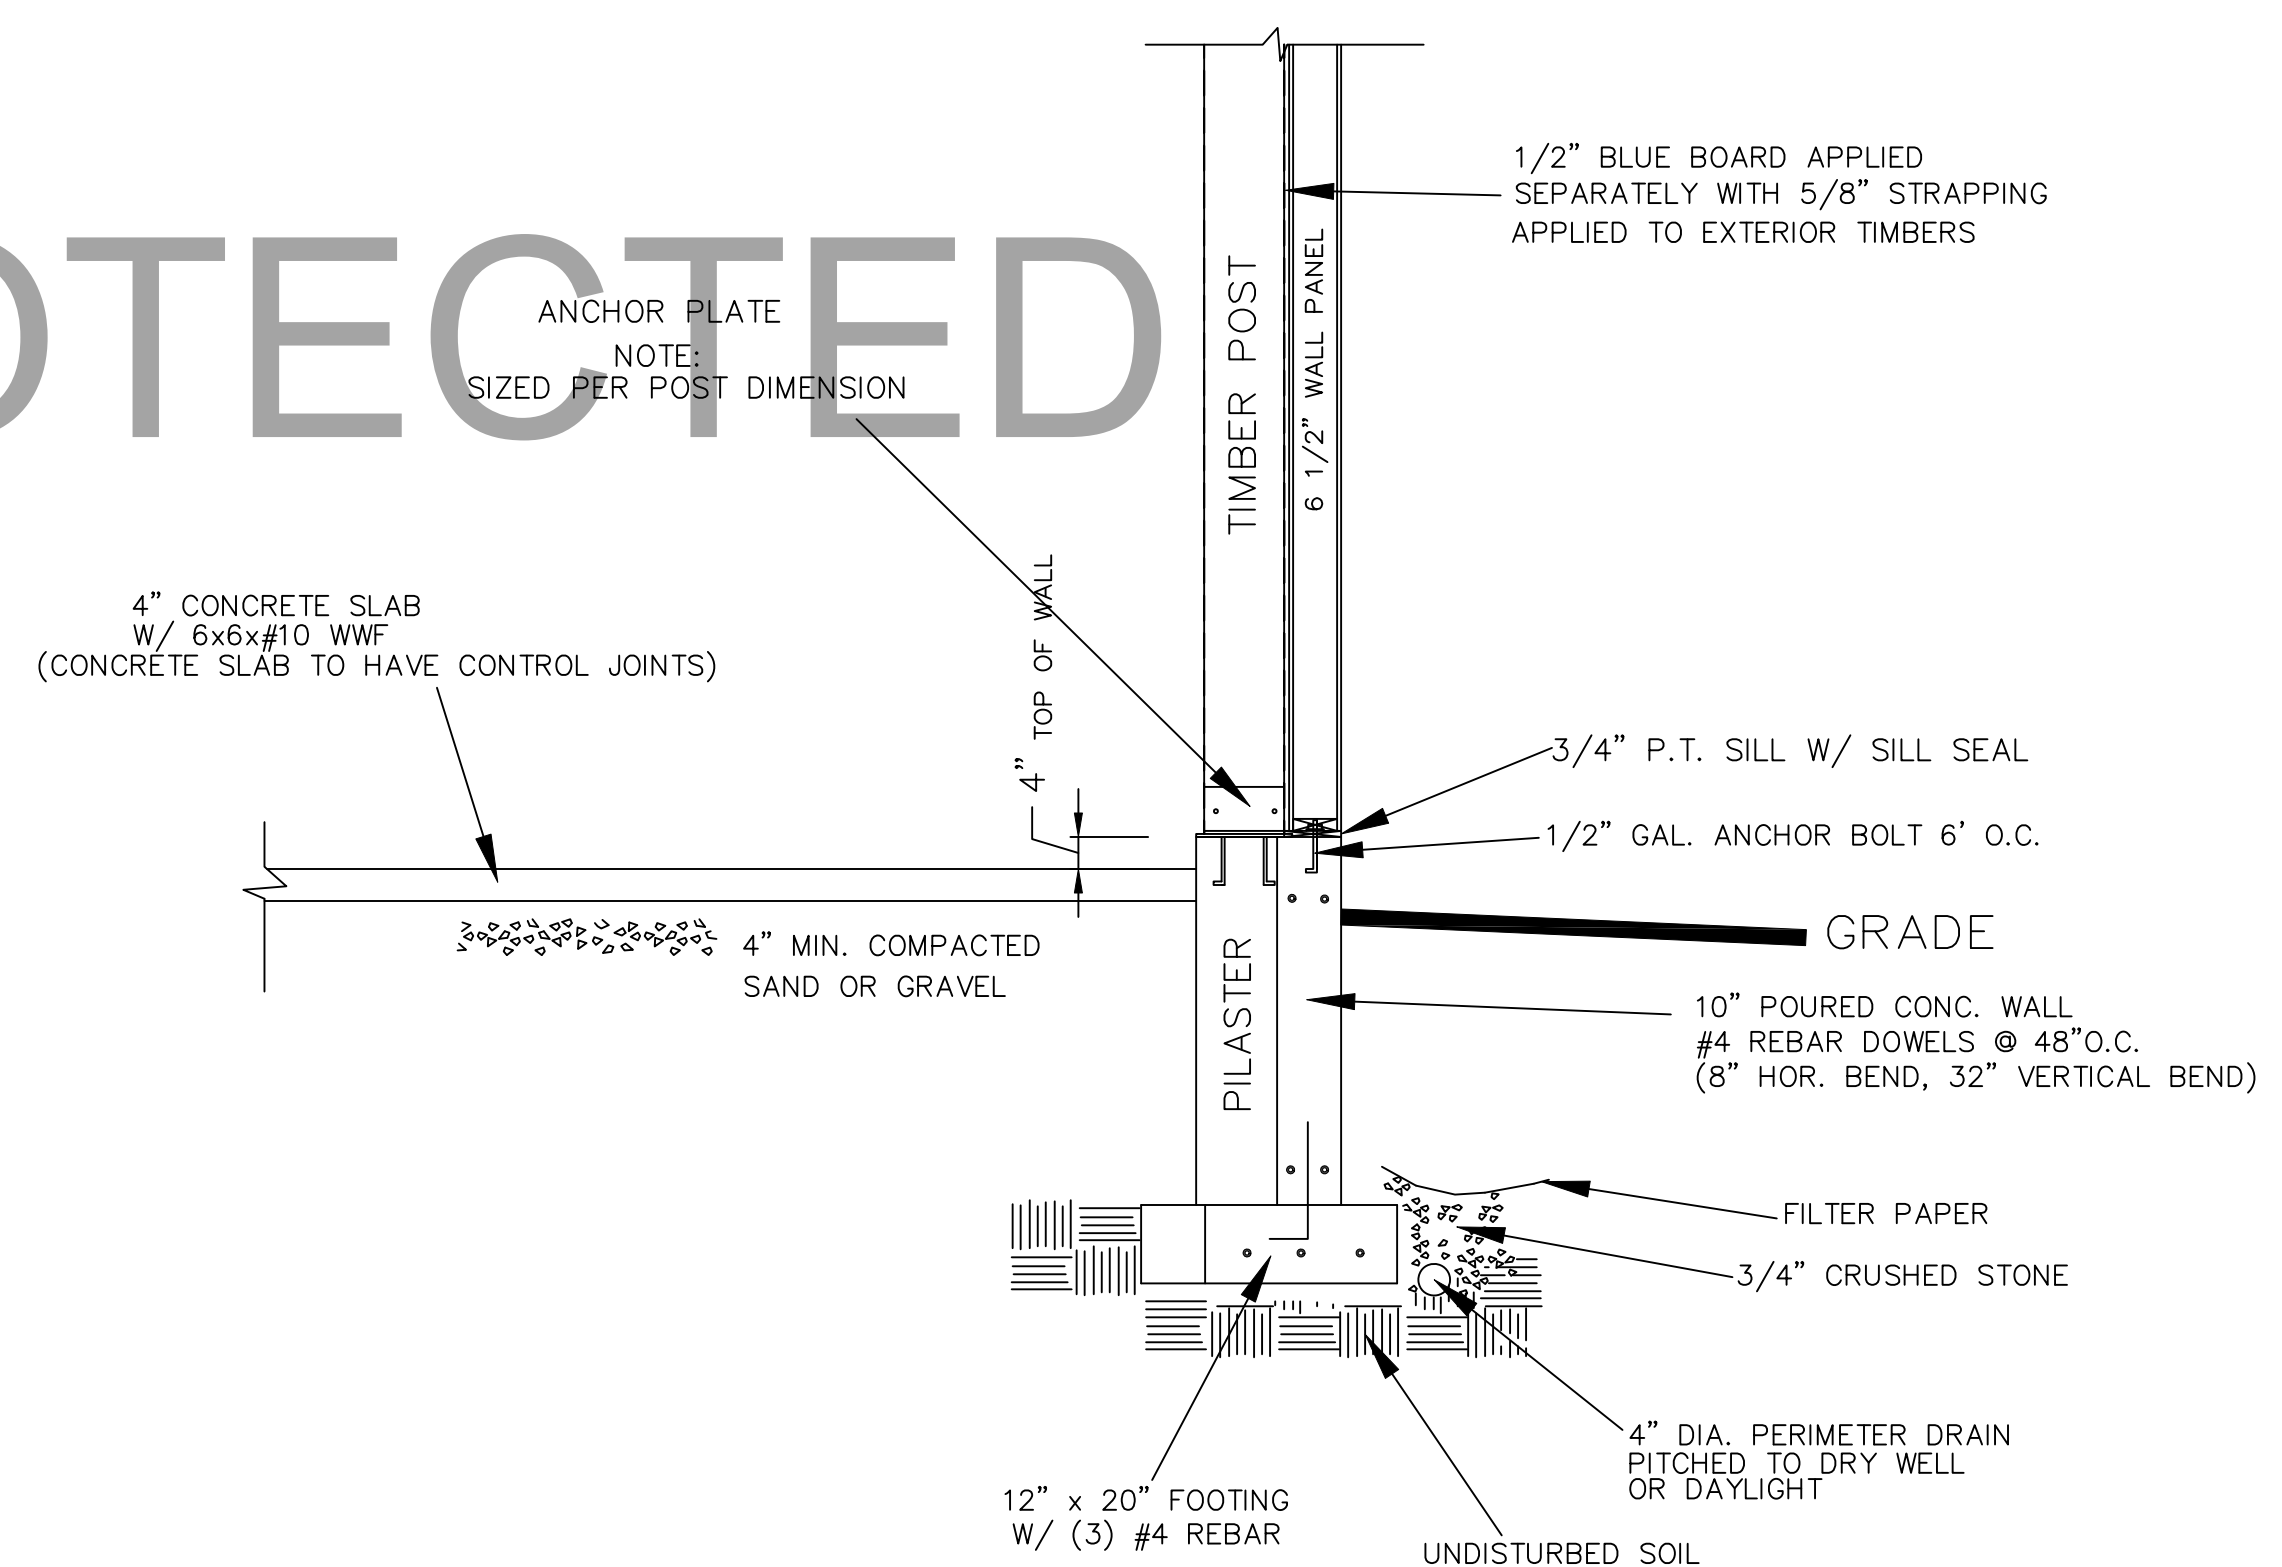 1/2” BLUE BOARD APPLIED
SEPARATELY WITH 5/8” STRAPPING
APPLIED TO EXTERIOR TIMBERS
OTECTED
ANCHOR PLATE
NOTE:
SIZED PER POST DIMENSION
TIMBER POST
6 1/2” WALL PANEL
4” CONCRETE SLAB
W/ 6x6x#10 WWF
(CONCRETE SLAB TO HAVE CONTROL JOINTS)
4” TOP OF WALL
3/4” P.T. SILL W/ SILL SEAL
1/2” GAL. ANCHOR BOLT 6’ O.C.
GRADE
4” MIN. COMPACTED
SAND OR GRAVEL
PILASTER
10” POURED CONC. WALL
#4 REBAR DOWELS @ 48”O.C.
(8” HOR. BEND, 32” VERTICAL BEND)
FILTER PAPER
3/4” CRUSHED STONE
4” DIA. PERIMETER DRAIN
PITCHED TO DRY WELL
OR DAYLIGHT
12” x 20” FOOTING
W/ (3) #4 REBAR
UNDISTURBED SOIL